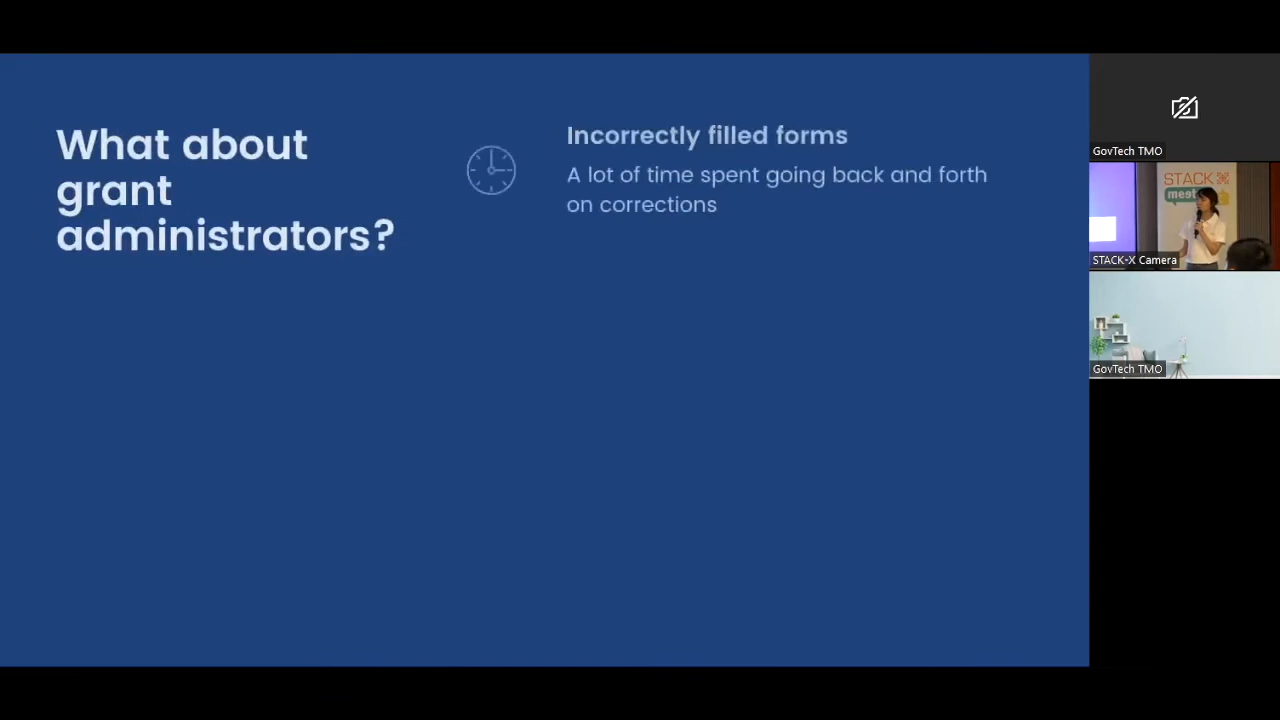 What about
grant
administrators?
Incorrectly filled forms
A lot of time spent going back and forth
on corrections
GovTech TMO
STACK
meet
STACK-X Camera
GovTech TMO